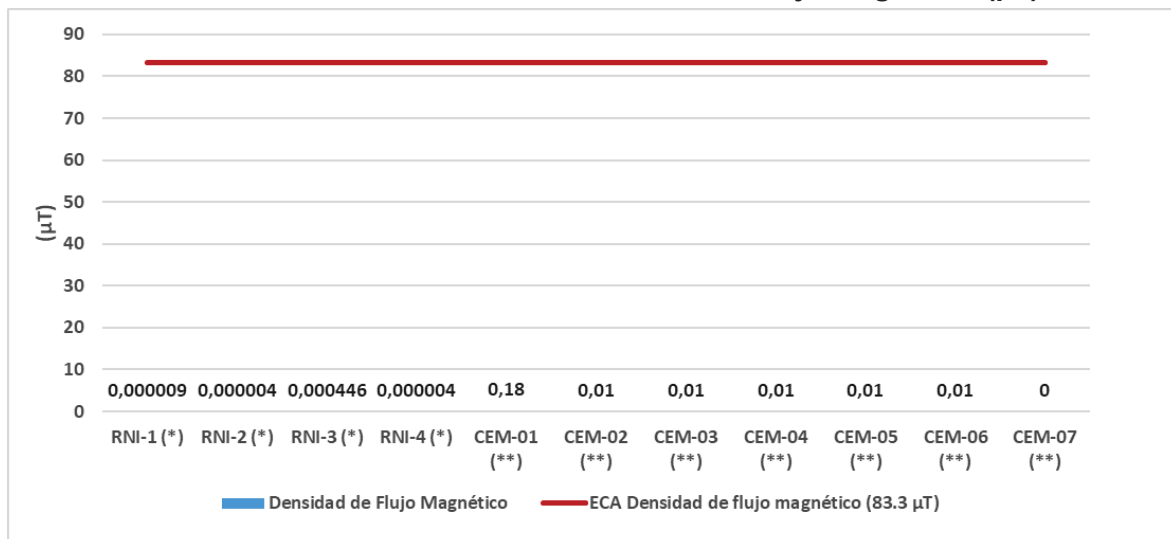 90
80
70
60
50
40
30
20
10
0
(µT)
0,000009 0,000004 0,000446 0,000004 0,18 0,01 0,01 0,01 0,01 0,01 0
RNI-1 (*) RNI-2 (*) RNI-3 (*) RNI-4 (*) CEM-01 CEM-02 CEM-03 CEM-04 CEM-05 CEM-06 CEM-07
(**) (**) (**) (**) (**) (**) (**)
Densidad de Flujo Magnético ECA Densidad de flujo magnético (83.3 µT)